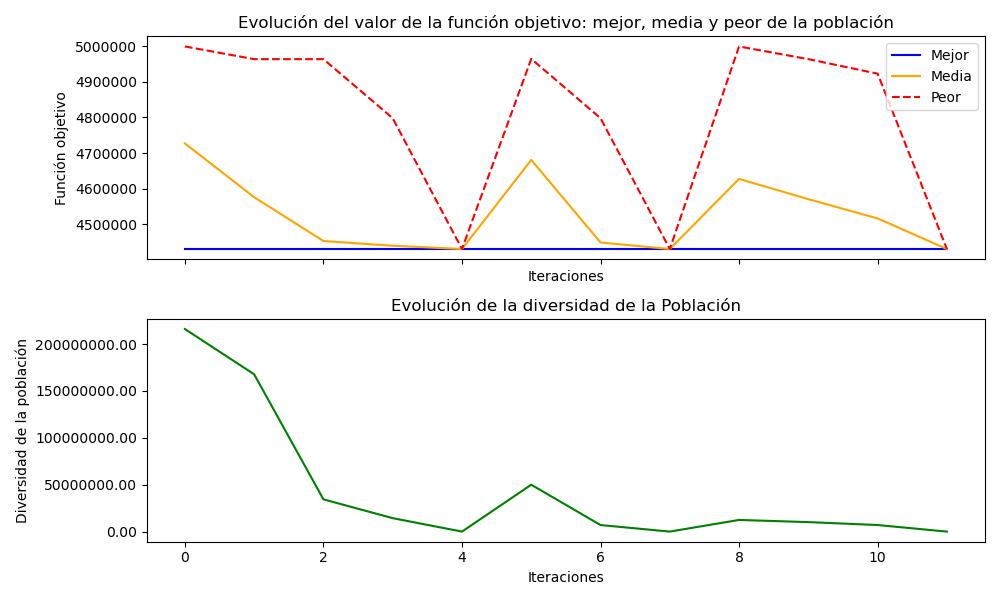 Evolución del valor de la función objetivo: mejor, media y peor de la población
Función objetivo
5000000
4900000
4800000
4700000
4600000
4500000
Mejor
Media
Peor
Iteraciones
Evolución de la diversidad de la Población
Diversidad de la población
200000000.00
150000000.00
100000000.00
50000000.00
0.00
0 2 4 6 8 10
Iteraciones